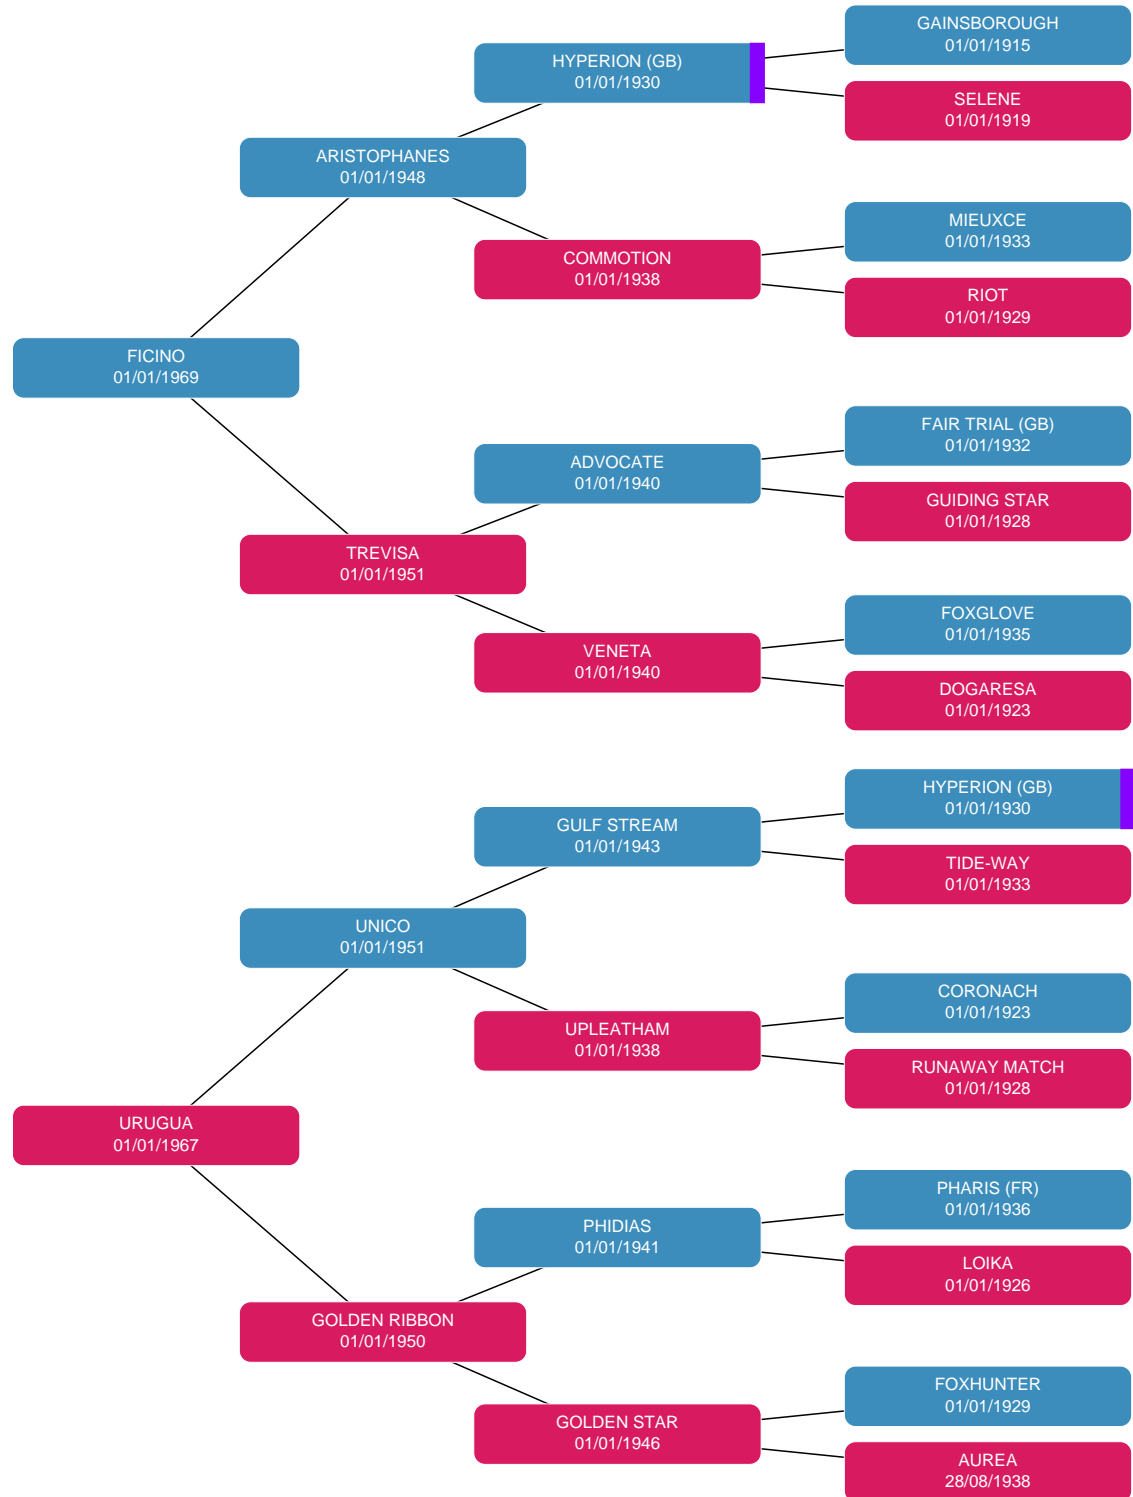 GAINSBOROUGH
01/01/1915
HYPERION (GB)
01/01/1930
SELENE
01/01/1919
ARISTOPHANES
01/01/1948
MIEUXCE
01/01/1933
COMMOTION
01/01/1938
RIOT
01/01/1929
FICINO
01/01/1969
FAIR TRIAL (GB)
01/01/1932
ADVOCATE
01/01/1940
GUIDING STAR
01/01/1928
TREVISA
01/01/1951
FOXGLOVE
01/01/1935
VENETA
01/01/1940
DOGARESA
01/01/1923
HYPERION (GB)
01/01/1930
GULF STREAM
01/01/1943
TIDE-WAY
01/01/1933
UNICO
01/01/1951
CORONACH
01/01/1923
UPLEATHAM
01/01/1938
RUNAWAY MATCH
01/01/1928
URUGUA
01/01/1967
PHARIS (FR)
01/01/1936
PHIDIAS
01/01/1941
LOIKA
01/01/1926
GOLDEN RIBBON
01/01/1950
FOXHUNTER
01/01/1929
GOLDEN STAR
01/01/1946
AUREA
28/08/1938